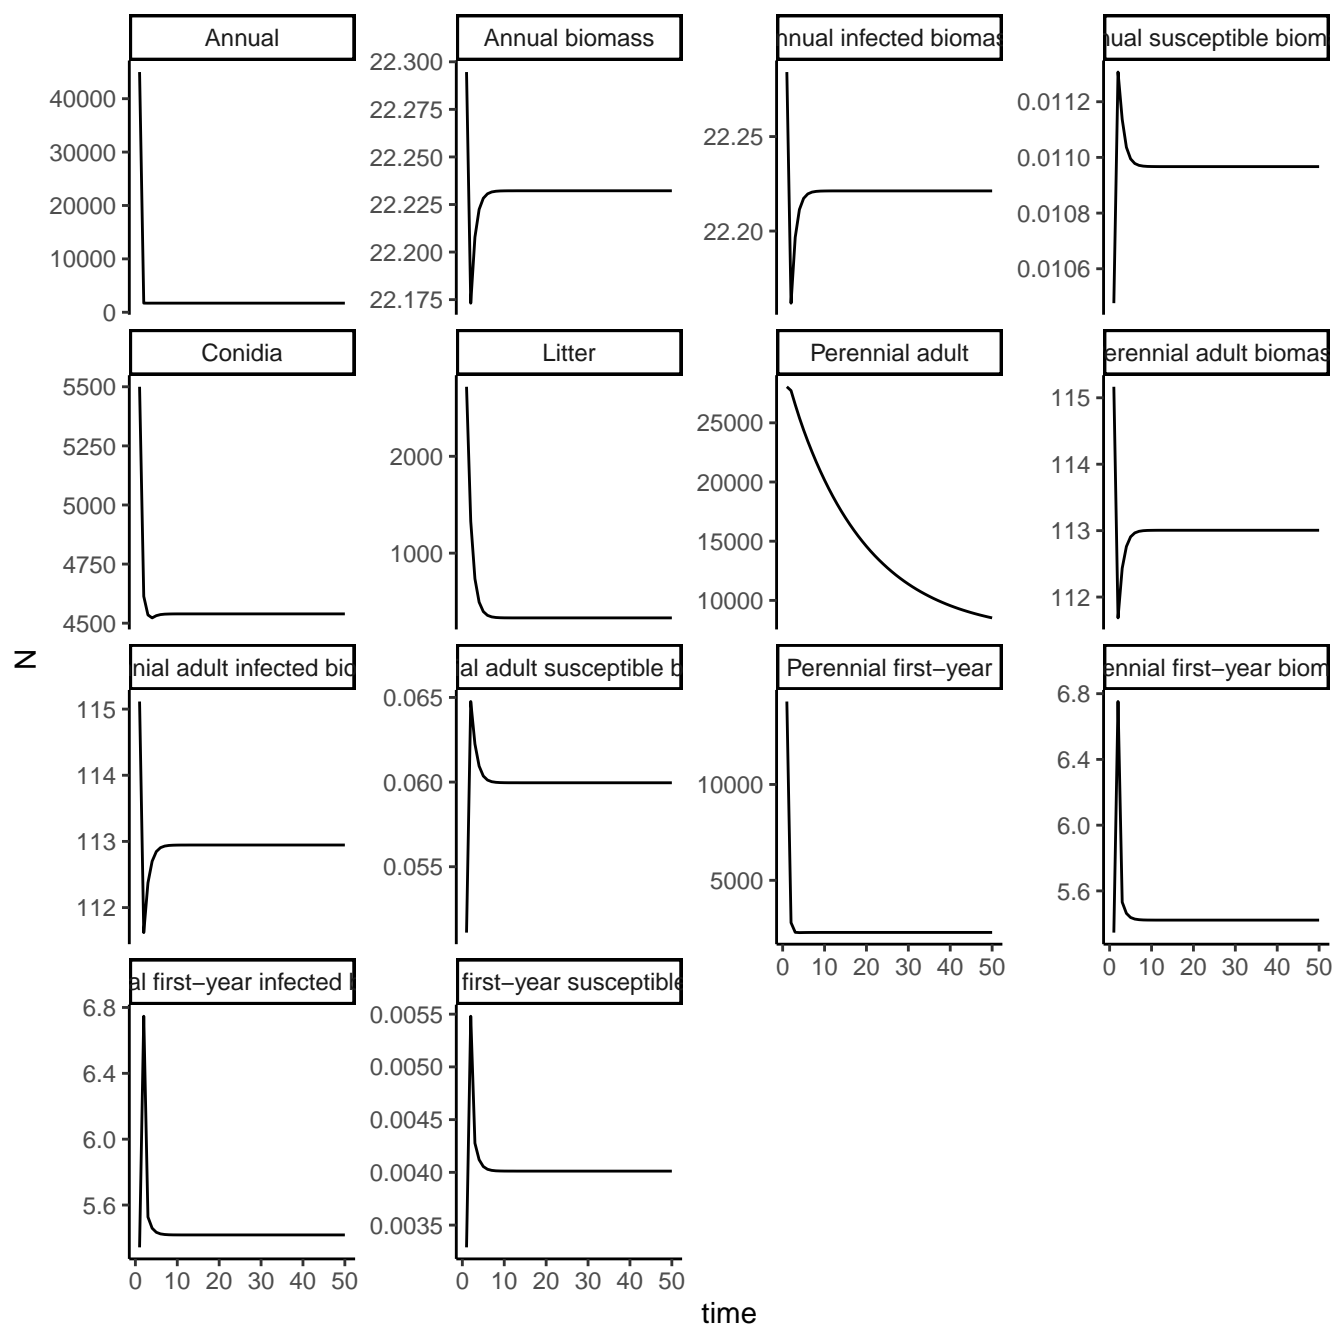 Annual
Annual biomass
nnual infected biomas
nual susceptible biom
40000
30000
20000
10000
0
22.300
22.275
22.250
22.225
22.200
22.175
22.25
22.20
0.0112
0.0110
0.0108
0.0106
Conidia
Litter
Perennial adult
erennial adult biomas
5500
5250
5000
4750
4500
2000
1000
25000
20000
15000
10000
115
114
113
112
N
nial adult infected bio
al adult susceptible b
Perennial first−year
ennial first−year biom
115
114
113
112
0.065
0.060
0.055
10000
5000
6.8
6.4
6.0
5.6
0 10 20 30 40 50
0 10 20 30 40 50
al first−year infected b
first−year susceptible
6.8
6.4
6.0
5.6
0.0055
0.0050
0.0045
0.0040
0.0035
0 10 20 30 40 50
0 10 20 30 40 50
time